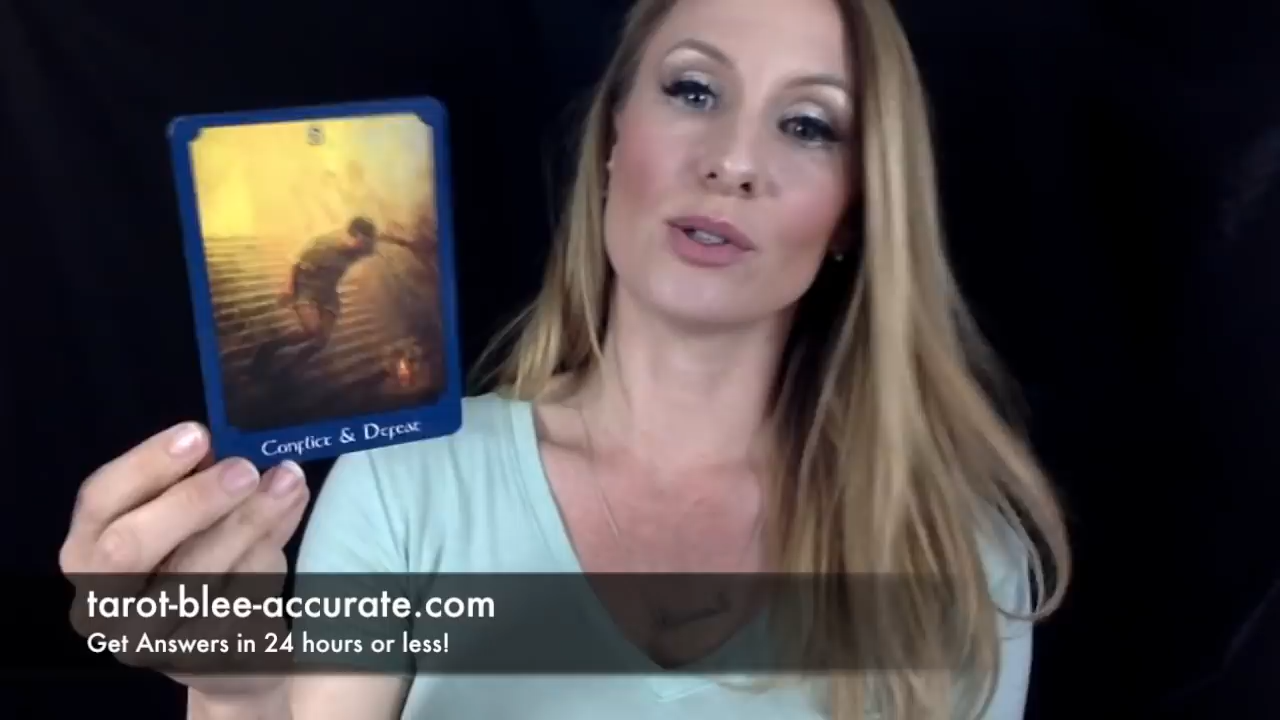 Conflict & Defeat
tarot-blee-accurate.com
Get Answers in 24 hours or less!